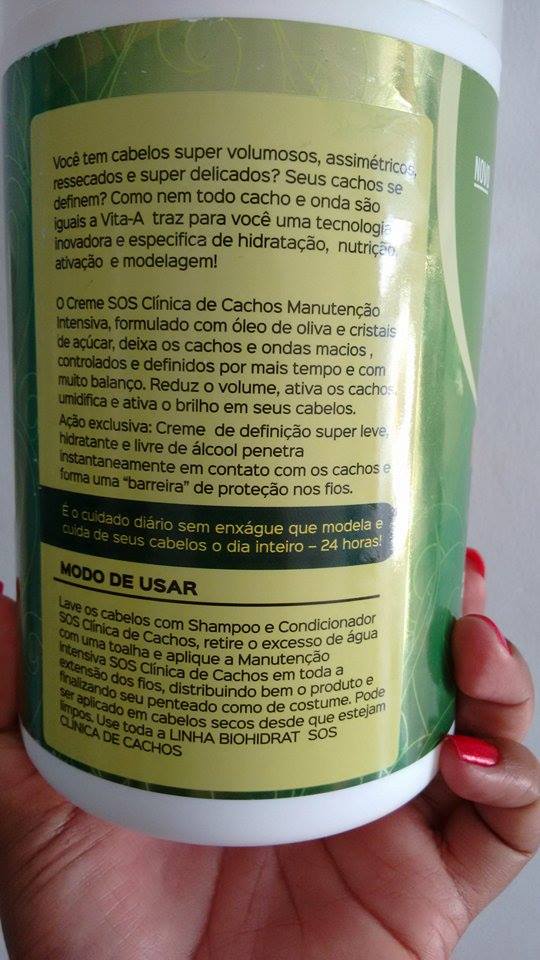 Você tem cabelos super volumosos, assimétricos,
ressecados e super delicados? Seus cachos se
definem? Como nem todo cacho e onda são
iguais a Vita-A traz para você uma tecnologia
inovadora e especifica de hidratação, nutrição,
ativação e modelagem!
O Creme SOS Clínica de Cachos Manutenção
Intensiva, formulado com óleo de oliva e cristais
de açúcar, deixa os cachos e ondas macios,
controlados e definidos por mais tempo e com
muito balanço. Reduz o volume, ativa os cachos,
umidifica e ativa o brilho em seus cabelos.
Ação exclusiva: Creme de definição super leve,
hidratante e livre de álcool penetra
instantaneamente em contato com os cachos e
forma uma "barreira" de proteção nos fios.
É o cuidado diário sem enxágue que modela e
cuida de seus cabelos o dia inteiro – 24 horas!
MODO DE USAR
Lave os cabelos com Shampoo e Condicionador
SOS Clínica de Cachos, retire o excesso de água
com uma toalha e aplique a Manutenção
Intensiva SOS Clínica de Cachos em toda a
extensão dos fios, distribuindo bem o produto e
finalizando seu penteado como de costume. Pode
ser aplicado em cabelos secos desde que estejam
limpos. Use toda a LINHA BIOHIDRAT SOS
CLÍNICA DE CACHOS